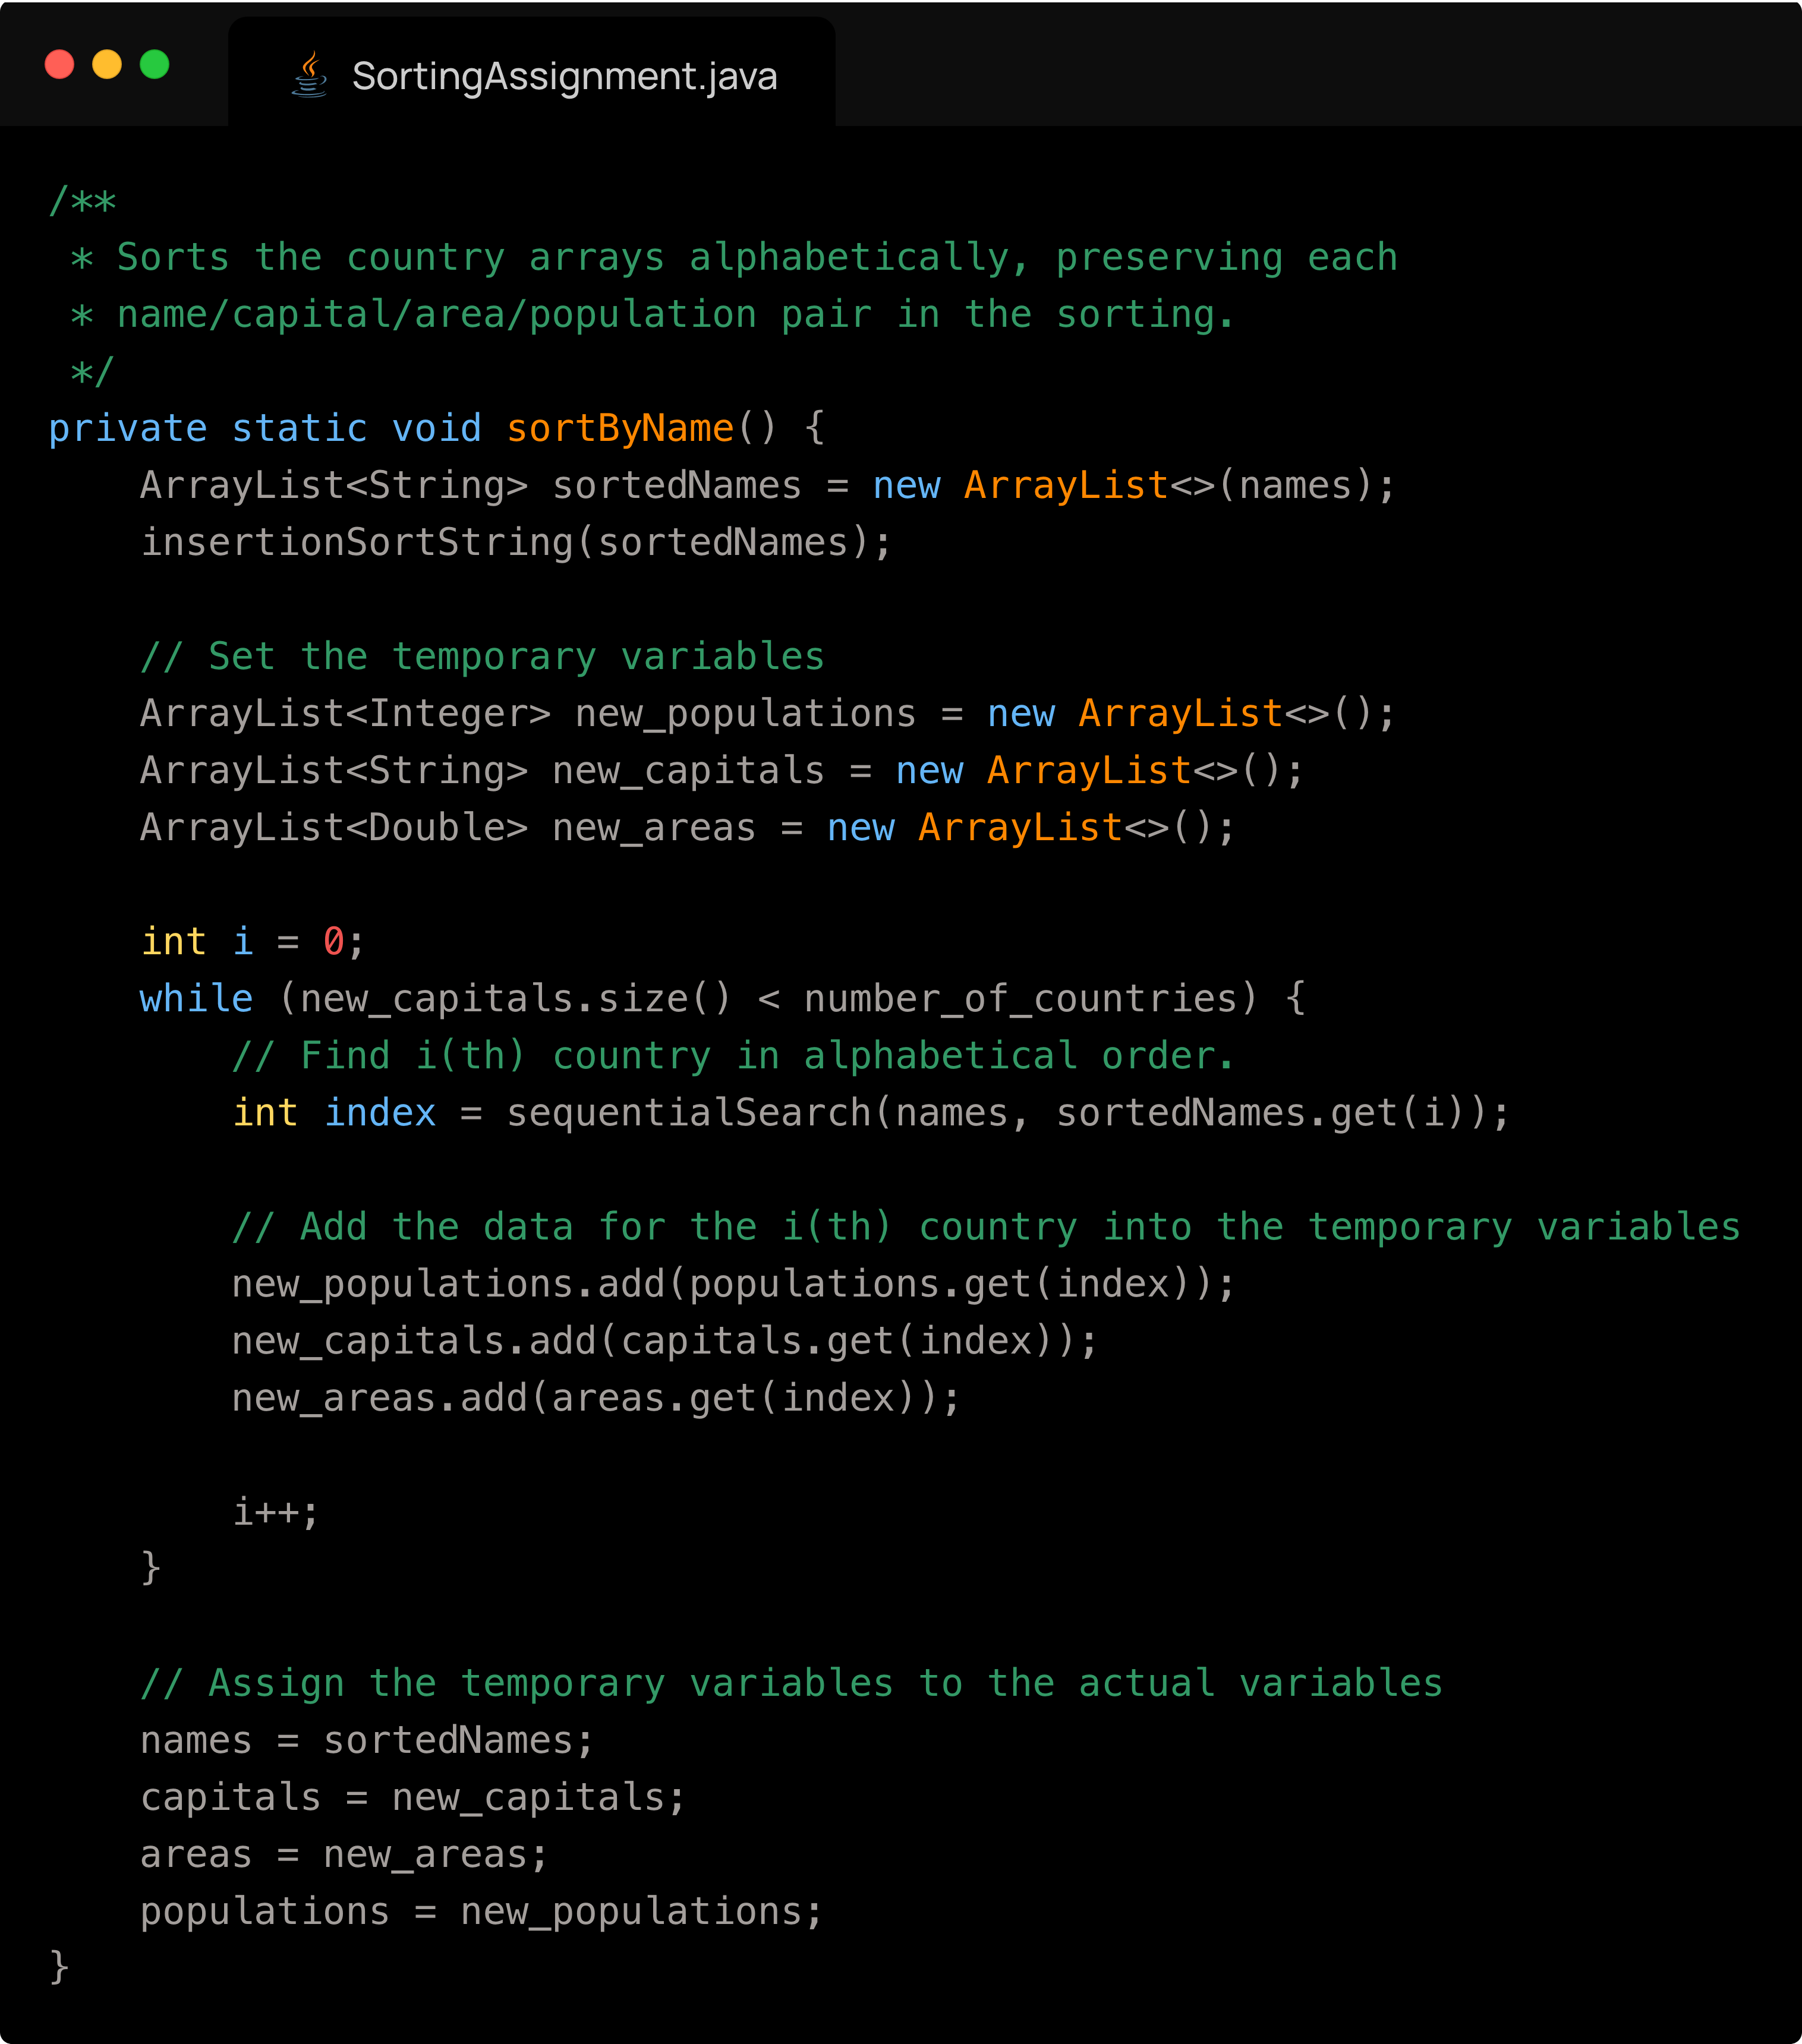 SortingAssignment.java
/**
 * Sorts the country arrays alphabetically, preserving each
 * name/capital/area/population pair in the sorting.
 */
private static void sortByName() {
    ArrayList<String> sortedNames = new ArrayList<>(names);
    insertionSortString(sortedNames);

    // Set the temporary variables
    ArrayList<Integer> new_populations = new ArrayList<>();
    ArrayList<String> new_capitals = new ArrayList<>();
    ArrayList<Double> new_areas = new ArrayList<>();

    int i = 0;
    while (new_capitals.size() < number_of_countries) {
        // Find i(th) country in alphabetical order.
        int index = sequentialSearch(names, sortedNames.get(i));

        // Add the data for the i(th) country into the temporary variables
        new_populations.add(populations.get(index));
        new_capitals.add(capitals.get(index));
        new_areas.add(areas.get(index));

        i++;
    }

    // Assign the temporary variables to the actual variables
    names = sortedNames;
    capitals = new_capitals;
    areas = new_areas;
    populations = new_populations;
}